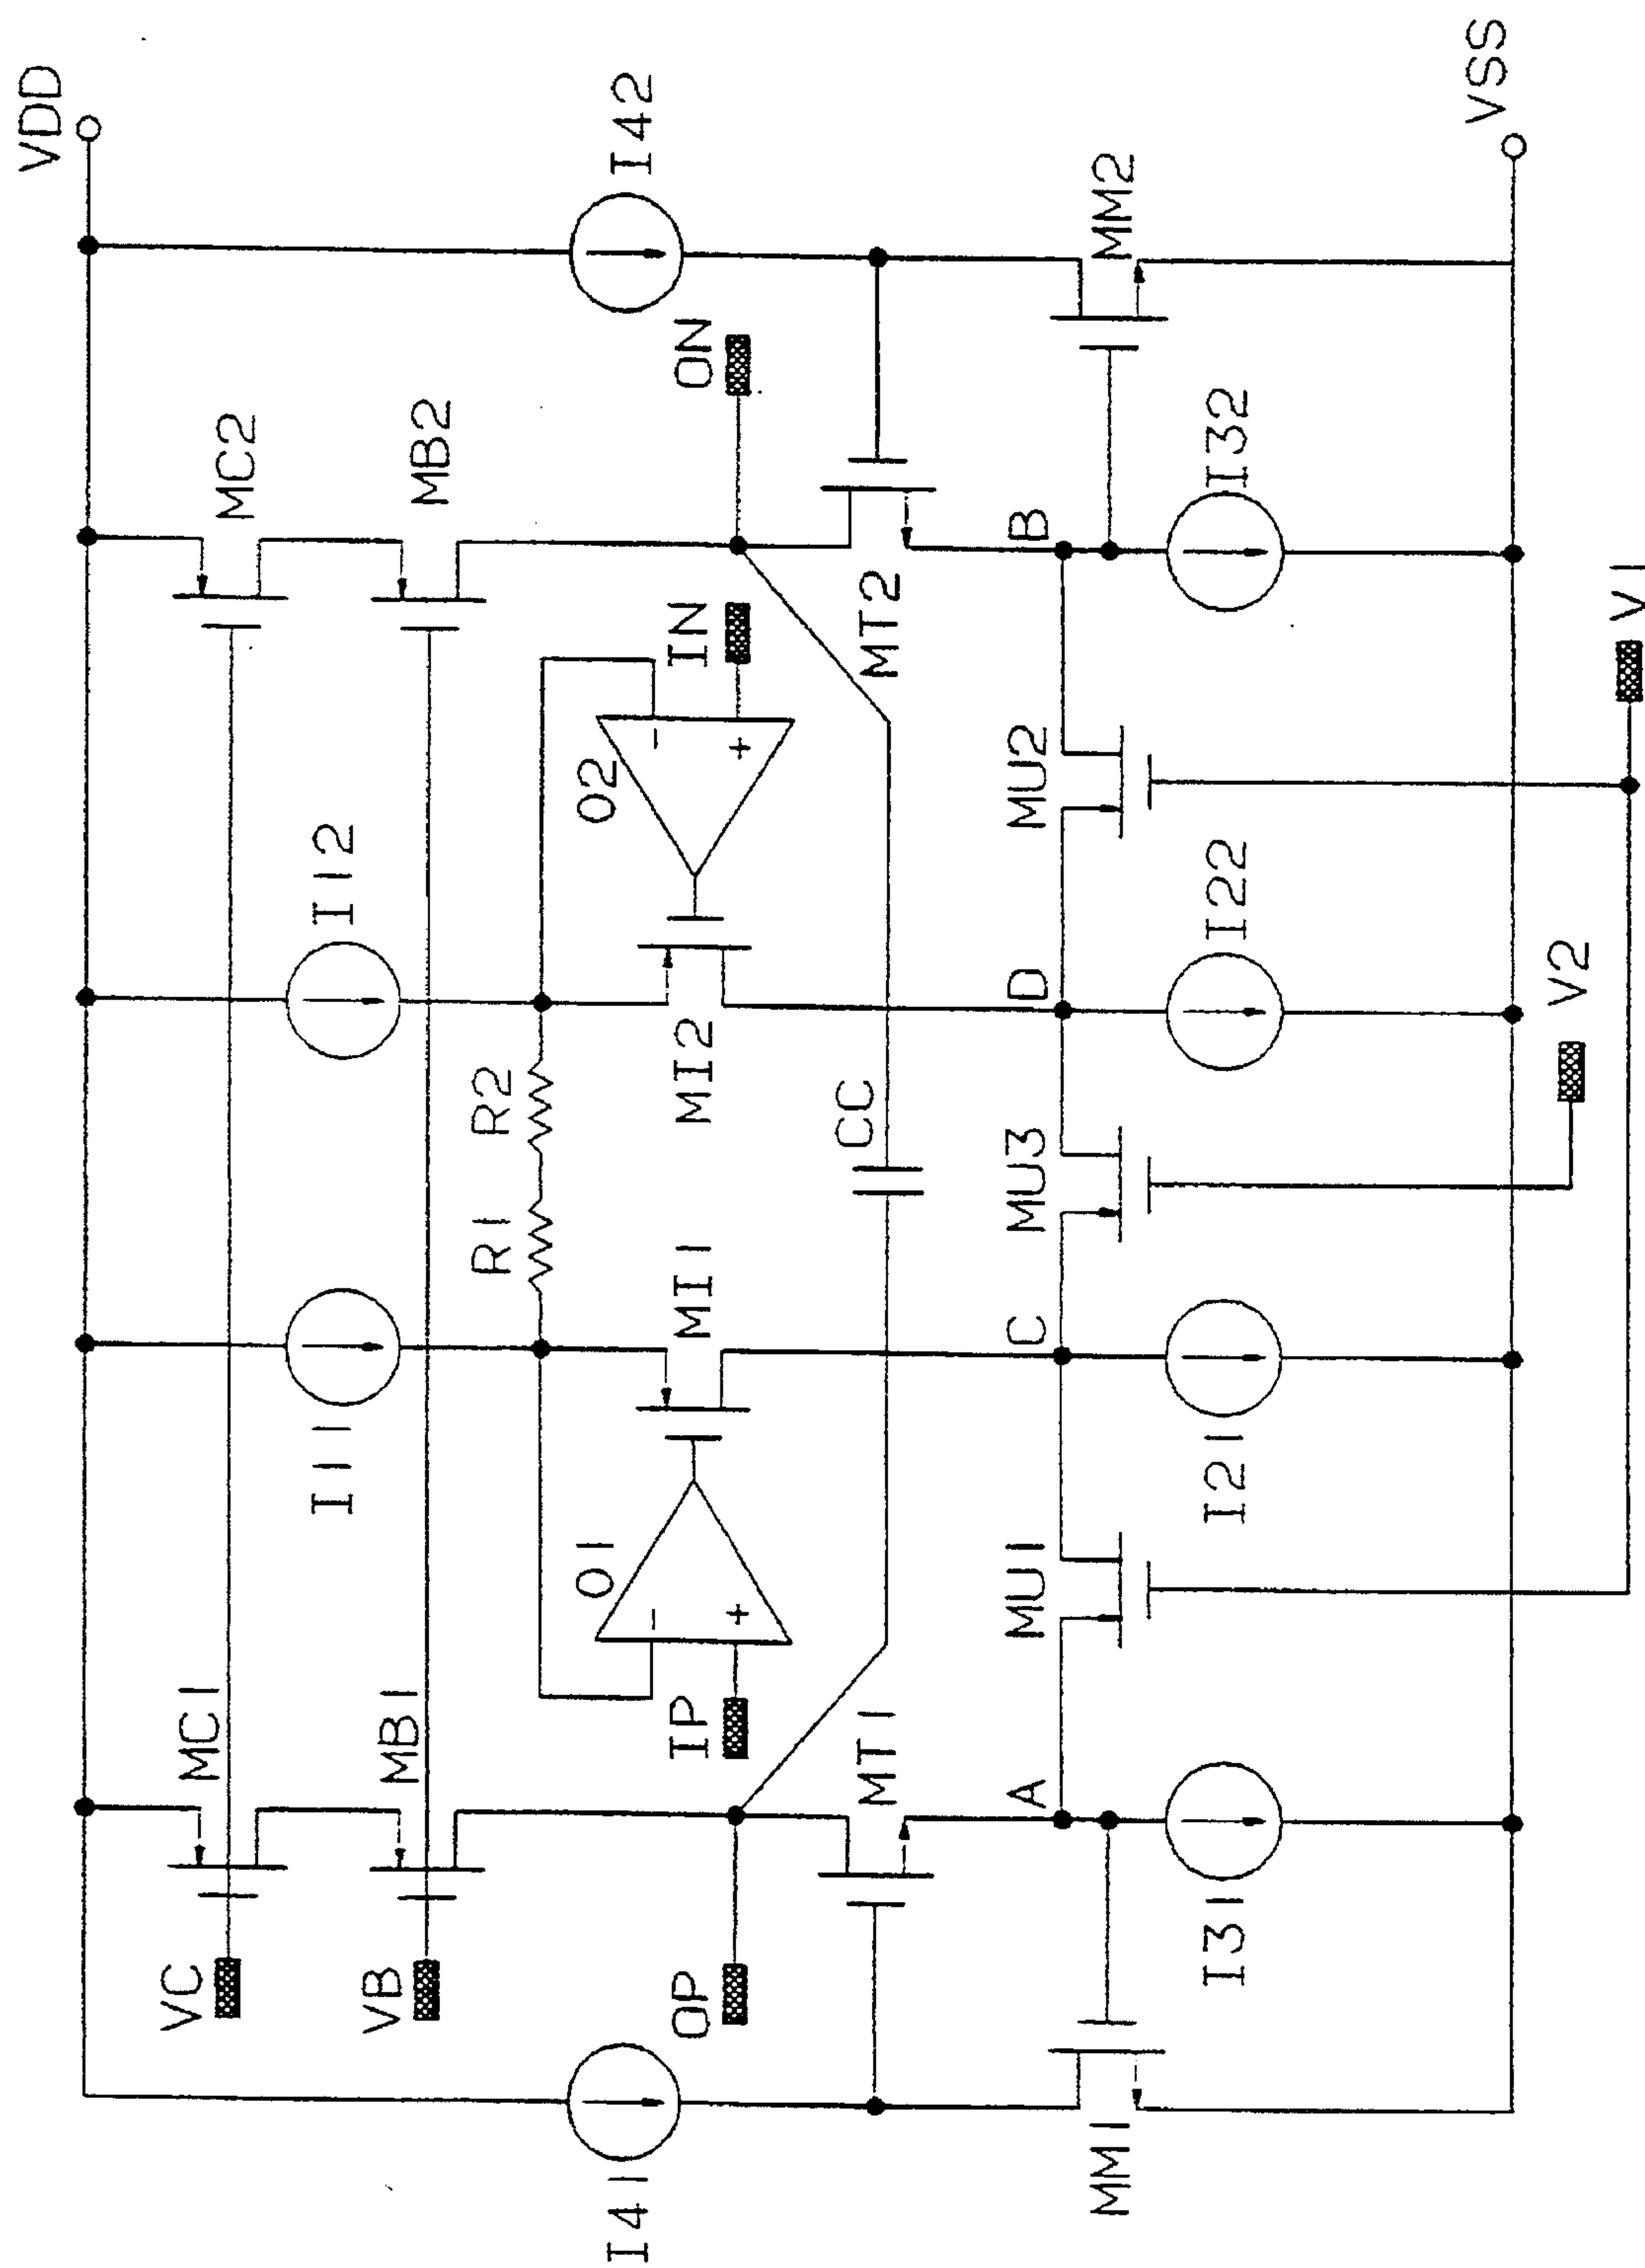 VDD
I42
ON
MC2
MB2
IN
MM2
VSS
O2
I12
MT2
B
I32
V1
MU2
MI2
D
I22
V2
R2
CC
MU3
R1
MI1
C
I21
I11
O1
MU1
MC1
MB1
IP
MT1
A
I31
VC
VB
OP
I41
MM1
-
+
-
+